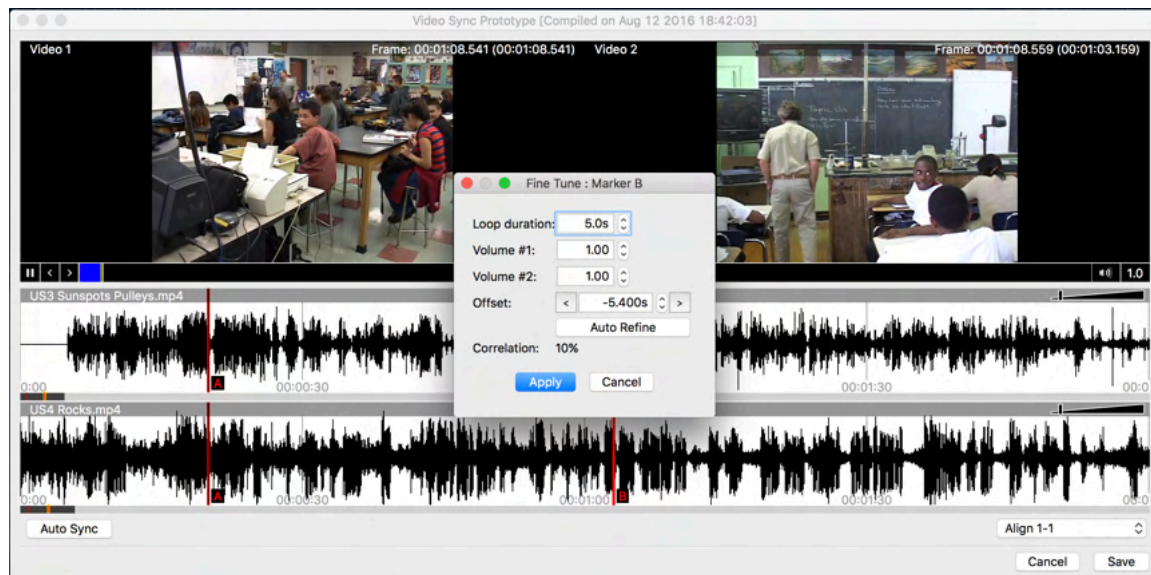 Video Sync Prototype [Compiled on Aug 12 2016 18:42:03]
Video 1
Frame: 00:01:08.541 (00:01:08.541)
Video 2
Frame: 00:01:08.559 (00:01:03.159)
Fine Tune : Marker B
Loop duration: 5.0s
Volume #1: 1.00
Volume #2: 1.00
Offset: < -5.400s >
Auto Refine
Correlation: 10%
Apply Cancel
< > 1.0
US3 Sunspots Pulleys.mp4
0:00 A 00:00:30 00:01:30 00:0
US4 Rocks.mp4
0:00 A 00:00:30 00:01:00 B 00:01:30
Auto Sync
Align 1-1
Cancel Save